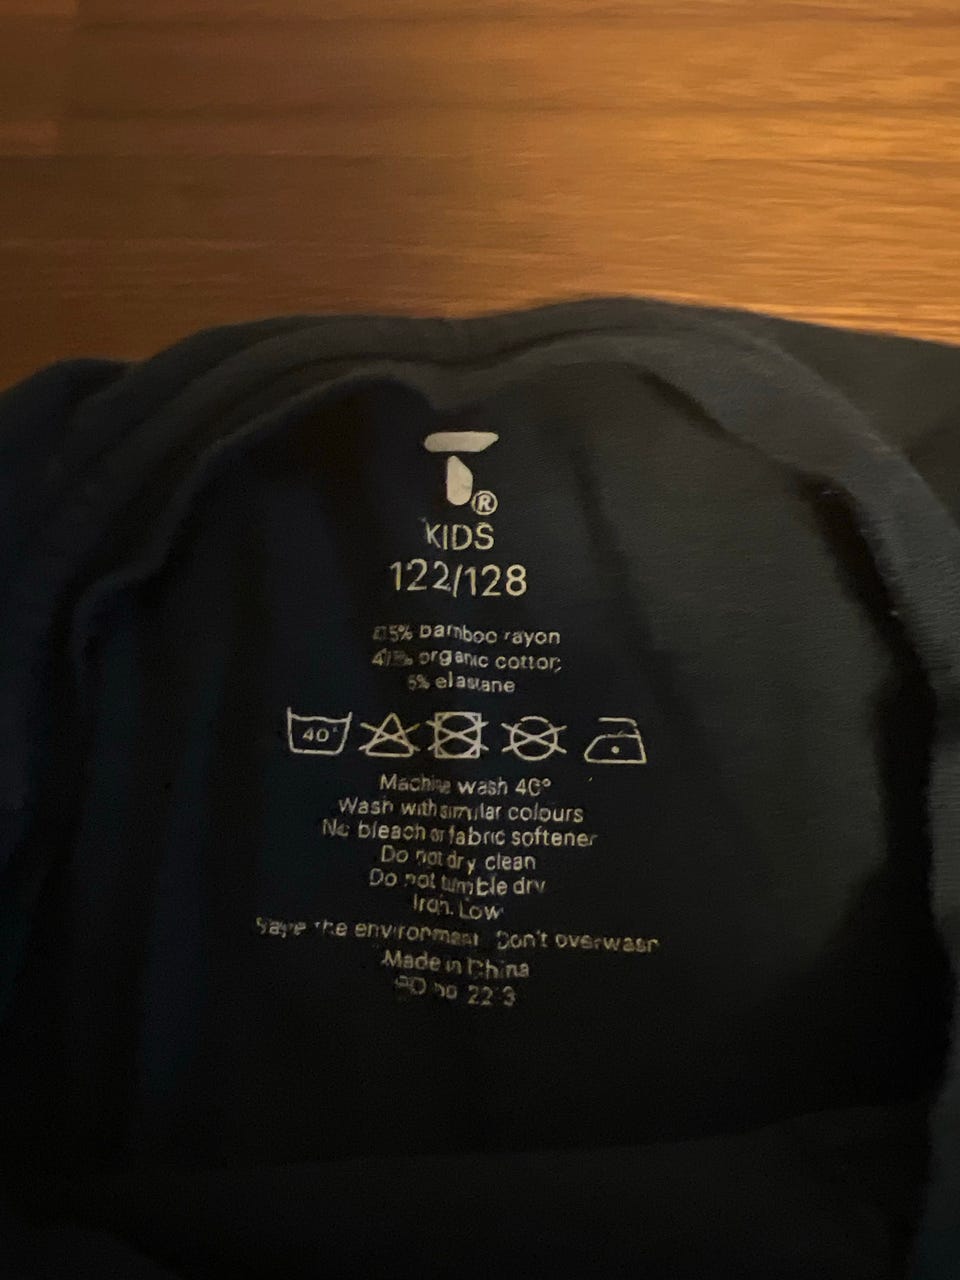 T®
KIDS
122/128
bamboo rayon
organic cotton
5% elastane
40°
Machine wash 40°
Wash with similar colours
No bleach or fabric softener
Do not dry clean
Do not tumble dry
Iron Low
Save the environment Don't overwash
Made in China
no 22